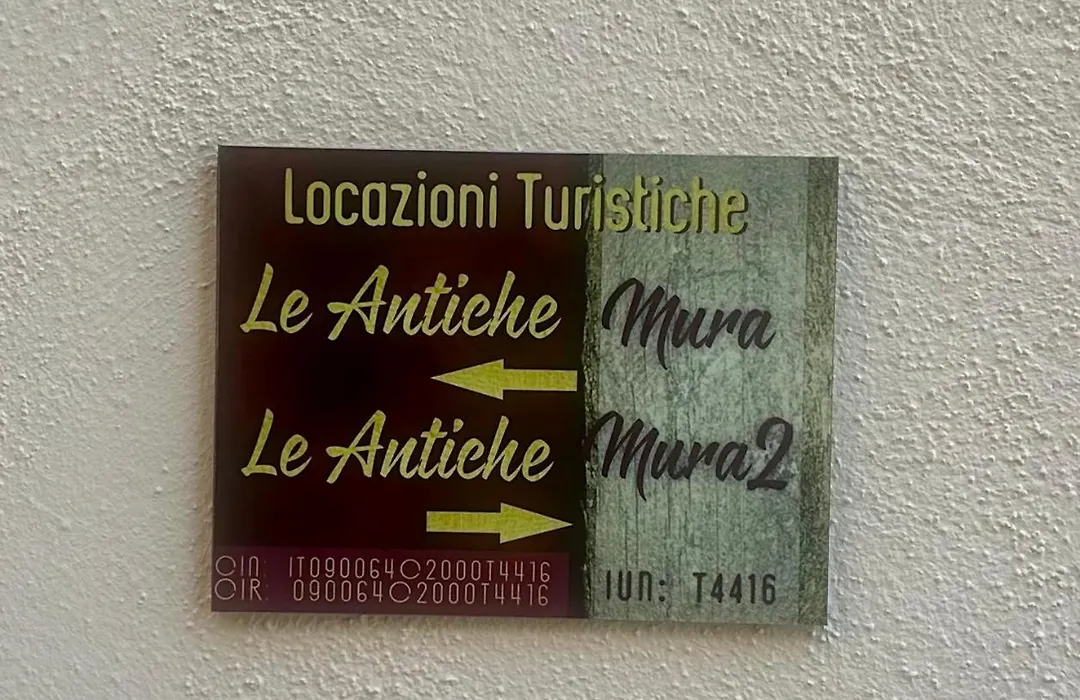 Locazioni Turistiche
Le Antiche Mura
Le Antiche Mura2
CIN: IT090064C2000T4416
CIR: 090064C2000T4416
IUN: T4416